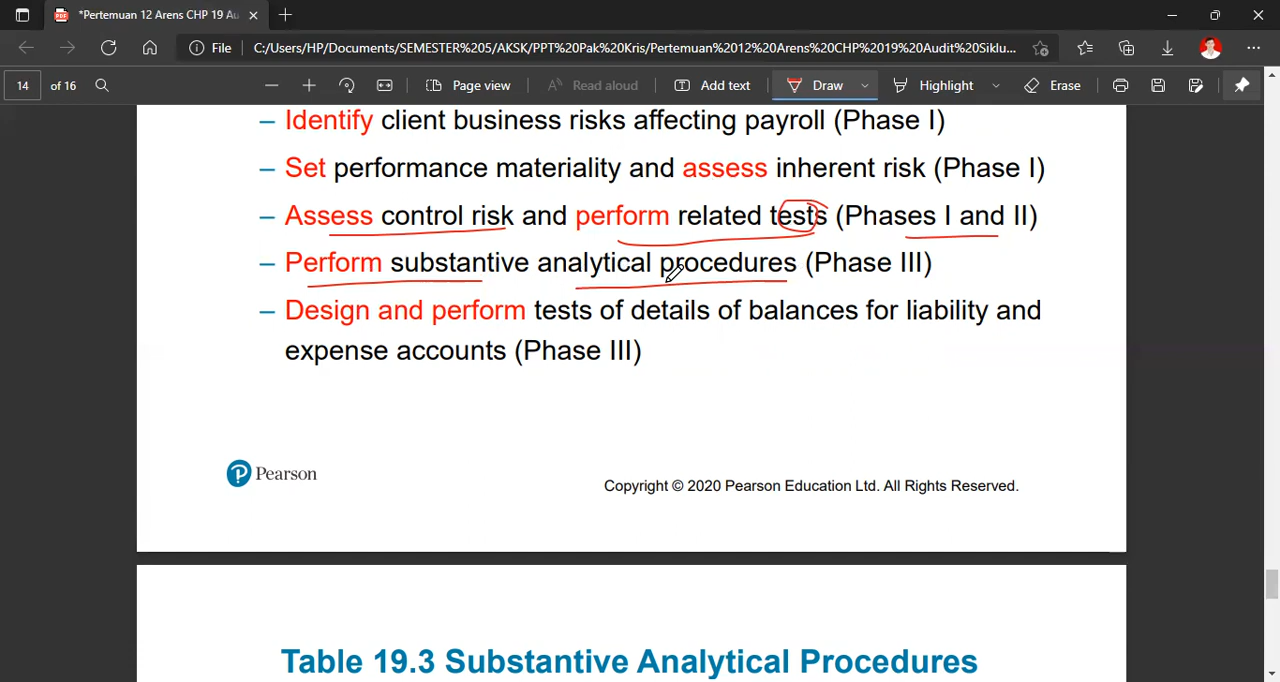 *Pertemuan 12 Arens CHP 19 Au
File C:/Users/HP/Documents/SEMESTER%205/AKSK/PPT%20Pak%20Kris/Pertemuan%2012%20Arens%20CHP%2019%20Audit%20Siklu...
14 of 16 Page view Read aloud Add text Draw Highlight Erase
– Identify client business risks affecting payroll (Phase I)
– Set performance materiality and assess inherent risk (Phase I)
– Assess control risk and perform related tests (Phases I and II)
– Perform substantive analytical procedures (Phase III)
– Design and perform tests of details of balances for liability and
expense accounts (Phase III)
Pearson
Copyright © 2020 Pearson Education Ltd. All Rights Reserved.
Table 19.3 Substantive Analytical Procedures